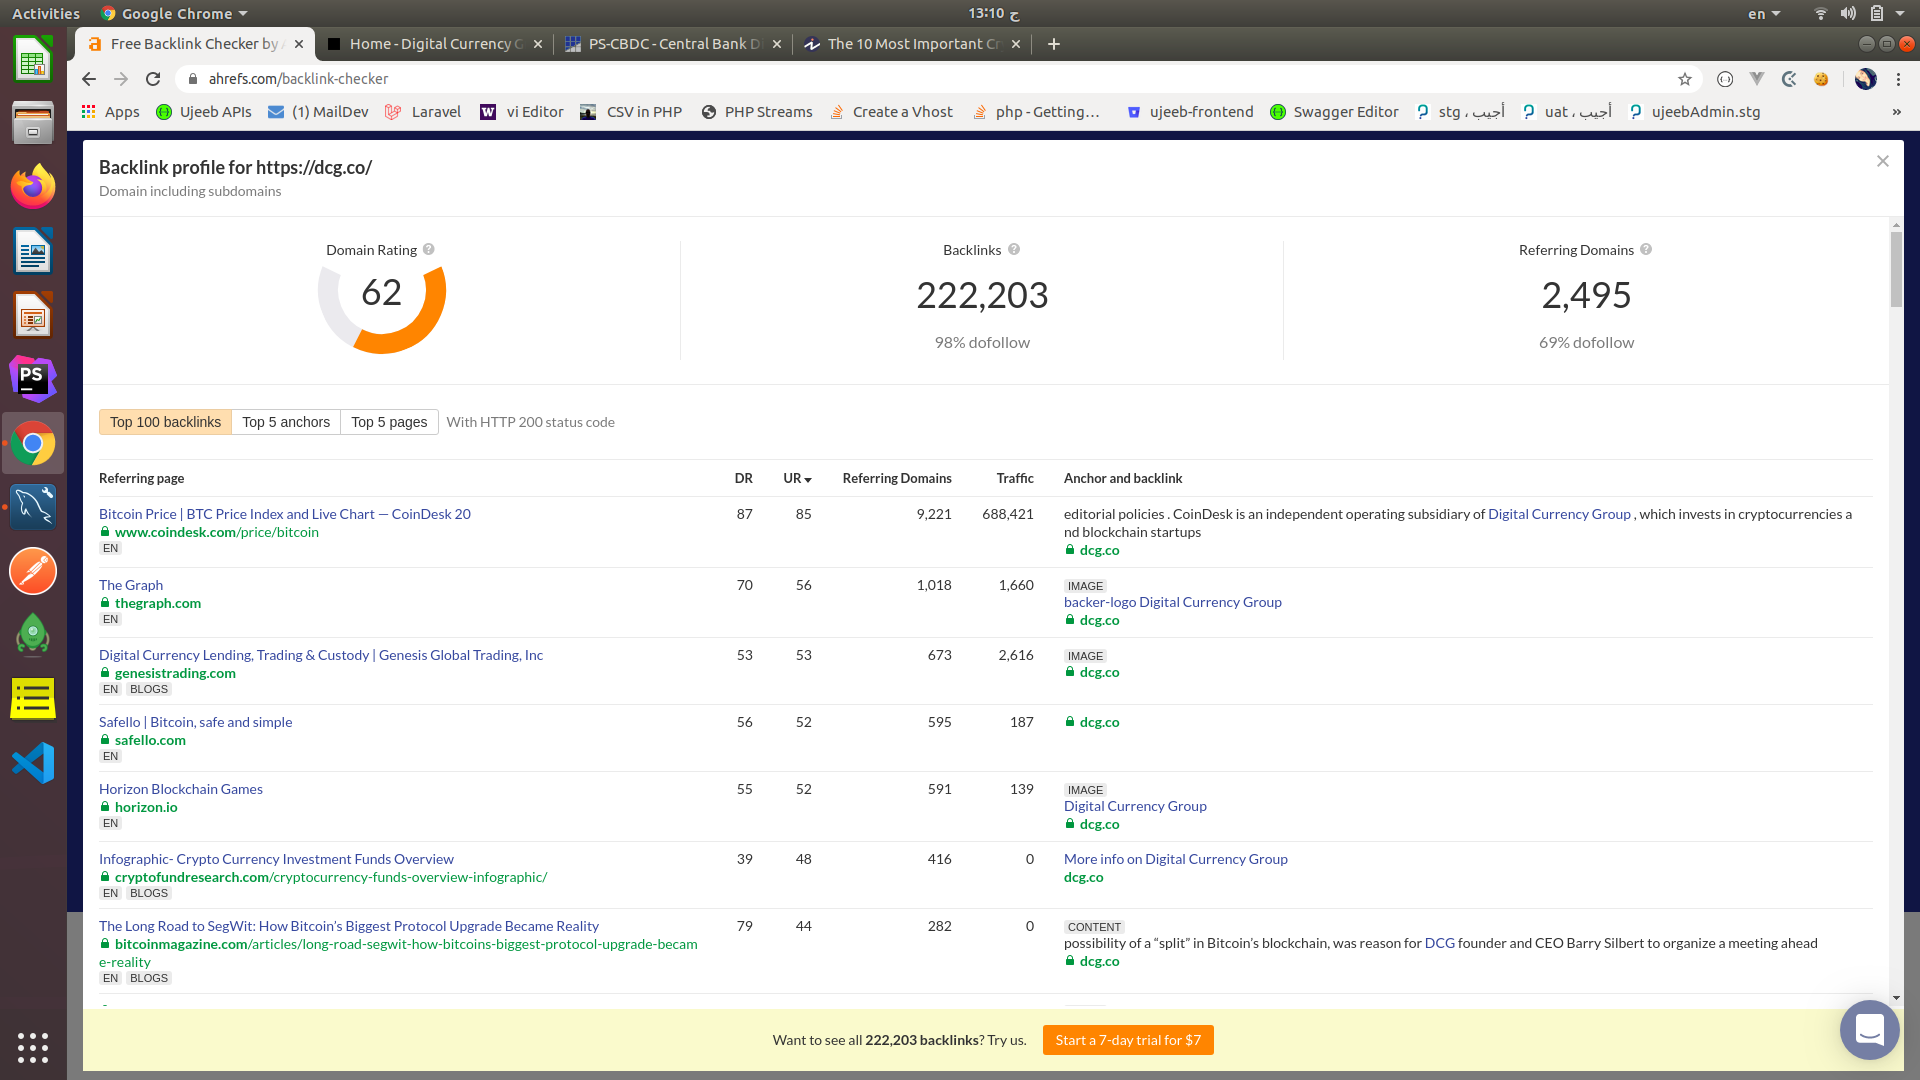 Activities
Google Chrome
13:10 ح
en
Free Backlink Checker by A
Home - Digital Currency G
PS-CBDC - Central Bank Di
The 10 Most Important Cr
ahrefs.com/backlink-checker
Apps
Ujeeb APIs
(1) MailDev
Laravel
vi Editor
CSV in PHP
PHP Streams
Create a Vhost
php - Getting…
ujeeb-frontend
Swagger Editor
stg ، أجيب
uat ، أجيب
ujeebAdmin.stg
»
Backlink profile for https://dcg.co/
Domain including subdomains
Domain Rating
Backlinks
Referring Domains
62
222,203
2,495
98% dofollow
69% dofollow
Top 100 backlinks
Top 5 anchors
Top 5 pages
With HTTP 200 status code
Referring page
DR
UR
Referring Domains
Traffic
Anchor and backlink
Bitcoin Price | BTC Price Index and Live Chart — CoinDesk 20
www.coindesk.com/price/bitcoin
EN
87
85
9,221
688,421
editorial policies . CoinDesk is an independent operating subsidiary of Digital Currency Group , which invests in cryptocurrencies a
nd blockchain startups
dcg.co
The Graph
thegraph.com
EN
70
56
1,018
1,660
IMAGE
backer-logo Digital Currency Group
dcg.co
Digital Currency Lending, Trading & Custody | Genesis Global Trading, Inc
genesistrading.com
EN BLOGS
53
53
673
2,616
IMAGE
dcg.co
Safello | Bitcoin, safe and simple
safello.com
EN
56
52
595
187
dcg.co
Horizon Blockchain Games
horizon.io
EN
55
52
591
139
IMAGE
Digital Currency Group
dcg.co
Infographic- Crypto Currency Investment Funds Overview
cryptofundresearch.com/cryptocurrency-funds-overview-infographic/
EN BLOGS
39
48
416
0
More info on Digital Currency Group
dcg.co
The Long Road to SegWit: How Bitcoin’s Biggest Protocol Upgrade Became Reality
bitcoinmagazine.com/articles/long-road-segwit-how-bitcoins-biggest-protocol-upgrade-becam
e-reality
EN BLOGS
79
44
282
0
CONTENT
possibility of a “split” in Bitcoin’s blockchain, was reason for DCG founder and CEO Barry Silbert to organize a meeting ahead
dcg.co
Want to see all 222,203 backlinks? Try us.
Start a 7-day trial for $7